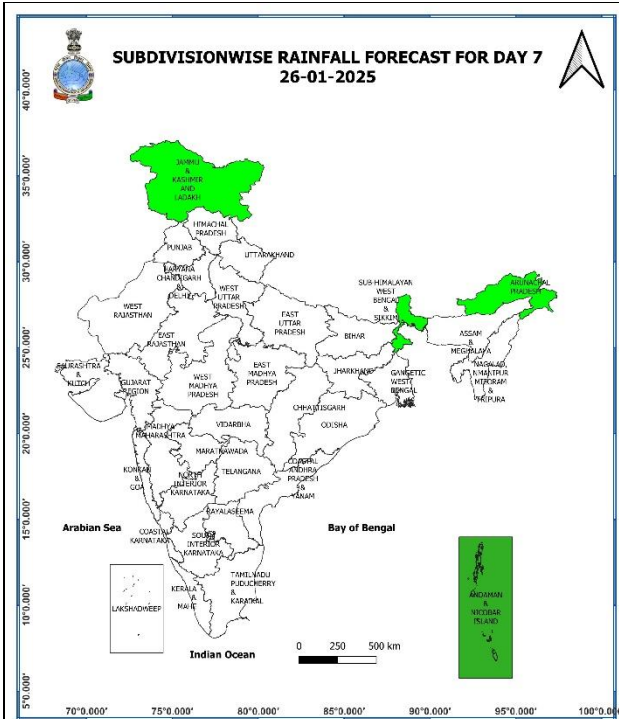 SUBDIVISIONWISE RAINFALL FORECAST FOR DAY 7
26-01-2025
40°0.000'
35°0.000'
30°0.000'
25°0.000'
20°0.000'
15°0.000'
10°0.000'
5°0.000'
JAMMU
&
KASHMIR
AND
LADAKH
HIMACHAL
PRADESH
PUNJAB
UTTARAKHAND
HARYANA
CHANDIGARH
&
DELHI
WEST
UTTAR
PRADESH
WEST
RAJASTHAN
EAST
RAJASTHAN
EAST
UTTAR
PRADESH
SUB-HIMALAYAN
WEST
BENGAL
&
SIKKIM
ARUNACHAL
PRADESH
BIHAR
ASSAM
&
MEGHALAYA
NAGALAD,
MANIPUR
MIZORAM
&
TRIPURA
SAURASHTRA
&
KUTCH
GUJARAT
REGION
WEST
MADHYA
PRADESH
EAST
MADHYA
PRADESH
JHARKHAND
GANGETIC
WEST
BENGAL
CHHATTISGARH
ODISHA
MADHYA
MAHARASHTRA
VIDARBHA
MARATHAWADA
KONKAN
&
GOA
NORTH
INTERIOR
KARNATAKA
TELANGANA
COASTAL
ANDHRA
PRADESH
&
YANAM
RAYALASEEMA
Arabian Sea
COASTAL
KARNATAKA
SOUTH
INTERIOR
KARNATAKA
Bay of Bengal
LAKSHADWEEP
KERALA
&
MAHE
TAMILNADU
PUDUCHERRY
&
KARAIKAL
ANDAMAN
&
NICOBAR
ISLAND
Indian Ocean
0 250 500 km
70°0.000' 75°0.000' 80°0.000' 85°0.000' 90°0.000' 95°0.000' 100°0.000